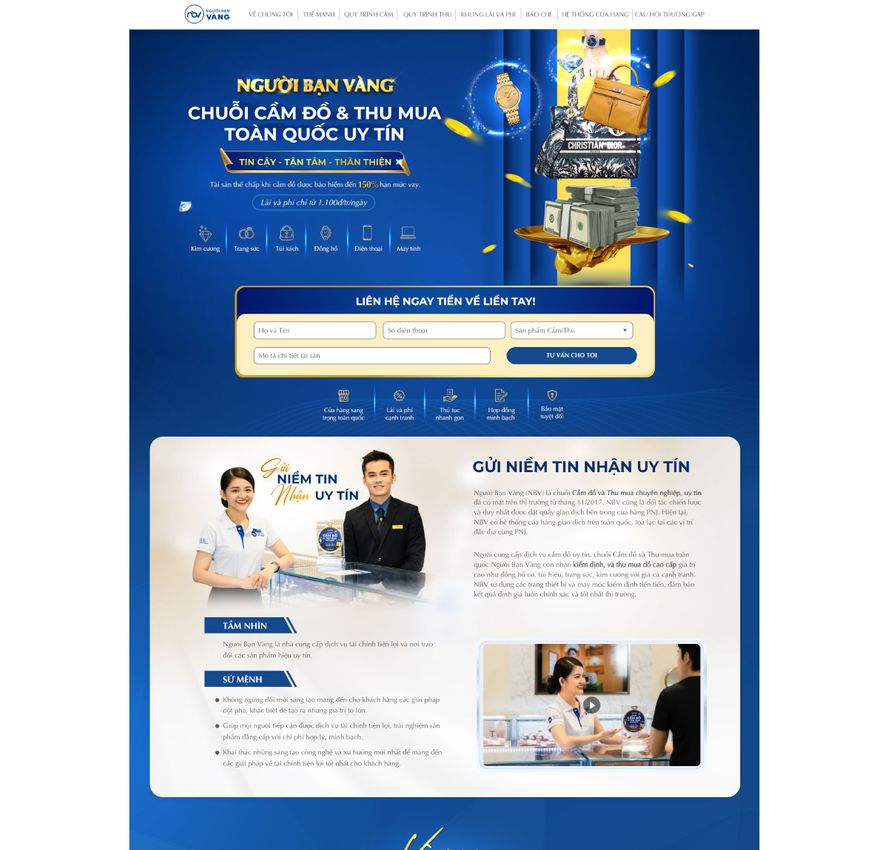 nbv NGƯỜI BẠN
VÀNG
VỀ CHÚNG TÔI
THẾ MẠNH
QUY TRÌNH CẦM
QUY TRÌNH THU
KHUNG LÃI VÀ PHÍ
BÁO CHÍ
HỆ THỐNG CỬA HÀNG
CÂU HỎI THƯỜNG GẶP
NGƯỜI BẠN VÀNG
CHUỖI CẦM ĐỒ & THU MUA
TOÀN QUỐC UY TÍN
TIN CẬY - TẬN TÂM - THÂN THIỆN
Tài sản thế chấp khi cầm đồ được bảo hiểm đến 150% hạn mức vay.
Lãi và phí chỉ từ 1.100đ/tr/ngày
Kim cương
Trang sức
Túi xách
Đồng hồ
Điện thoại
Máy tính
CHRISTIAN DIOR
LIÊN HỆ NGAY TIỀN VỀ LIỀN TAY!
Họ và Tên
Số điện thoại
Sản phẩm Cầm/Thu
Mô tả chi tiết tài sản
TƯ VẤN CHO TÔI
Cửa hàng sang
trọng toàn quốc
Lãi và phí
cạnh tranh
Thủ tục
nhanh gọn
Hợp đồng
minh bạch
Bảo mật
tuyệt đối
Gửi
NIỀM TIN
Nhận UY TÍN
GỬI NIỀM TIN NHẬN UY TÍN
Người Bạn Vàng (NBV) là chuỗi Cầm đồ và Thu mua chuyên nghiệp, uy tín
đã có mặt trên thị trường từ tháng 11/2017. NBV cũng là đối tác chiến lược
và duy nhất được đặt quầy giao dịch bên trong cửa hàng PNJ. Hiện tại,
NBV có hệ thống cửa hàng giao dịch trên toàn quốc, tọa lạc tại các vị trí
đắc địa cùng PNJ.
Ngoài cung cấp dịch vụ cầm đồ uy tín, chuỗi Cầm đồ và Thu mua toàn
quốc Người Bạn Vàng còn nhận kiểm định, và thu mua đồ cao cấp giá trị
cao như đồng hồ cơ, túi hiệu, trang sức, kim cương với giá cả cạnh tranh.
NBV sử dụng các trang thiết bị và máy móc kiểm định tiên tiến, đảm bảo
kết quả định giá luôn chính xác và tốt nhất thị trường.
TẦM NHÌN
Người Bạn Vàng là nhà cung cấp dịch vụ tài chính tiện lợi và nơi trao
đổi các sản phẩm hiệu uy tín.
SỨ MỆNH
Không ngừng đổi mới sáng tạo mang đến cho khách hàng các giải pháp
đột phá, khác biệt để tạo ra những giá trị to lớn.
Giúp mọi người tiếp cận được dịch vụ tài chính tiện lợi, trải nghiệm sản
phẩm đẳng cấp với chi phí hợp lý, minh bạch.
Khai thác những sáng tạo công nghệ và xu hướng mới nhất để mang đến
các giải pháp về tài chính tiện lợi tốt nhất cho khách hàng.